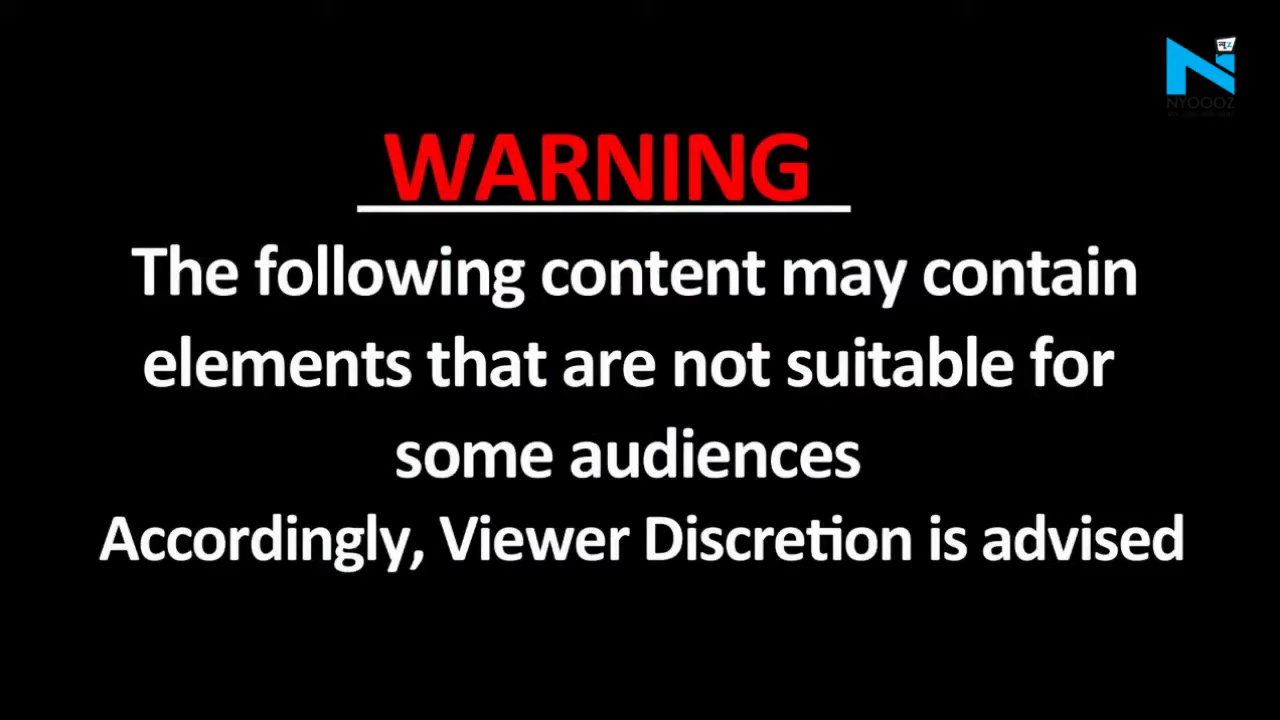 NYOOOZ
WARNING
The following content may contain
elements that are not suitable for
some audiences
Accordingly, Viewer Discretion is advised